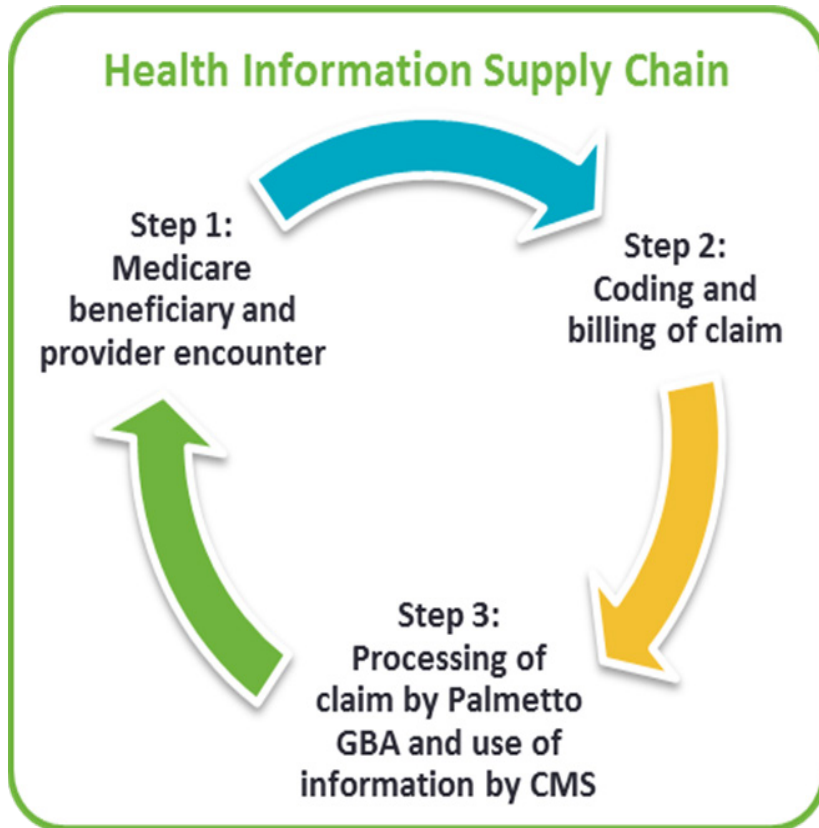 Health Information Supply Chain
Step 1:
Medicare
beneficiary and
provider encounter
Step 2:
Coding and
billing of claim
Step 3:
Processing of
claim by Palmetto
GBA and use of
information by CMS